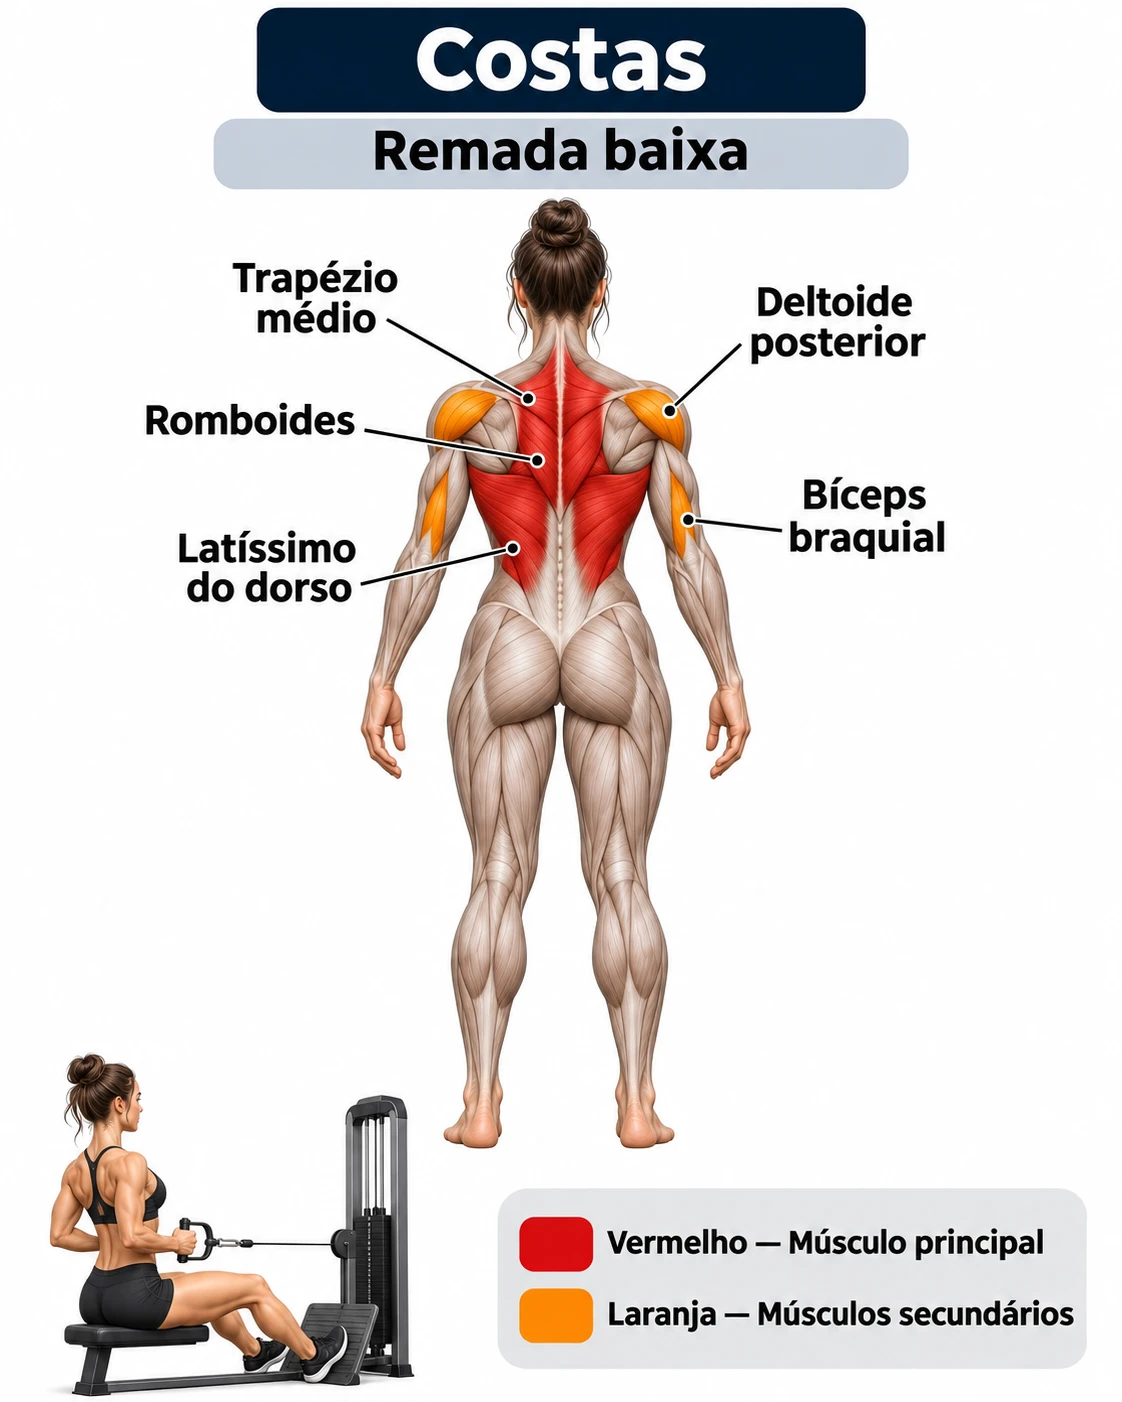 Costas
Remada baixa
Trapézio
médio
Deltoide
posterior
Romboides
Bíceps
braquial
Latíssimo
do dorso
Vermelho — Músculo principal
Laranja — Músculos secundários